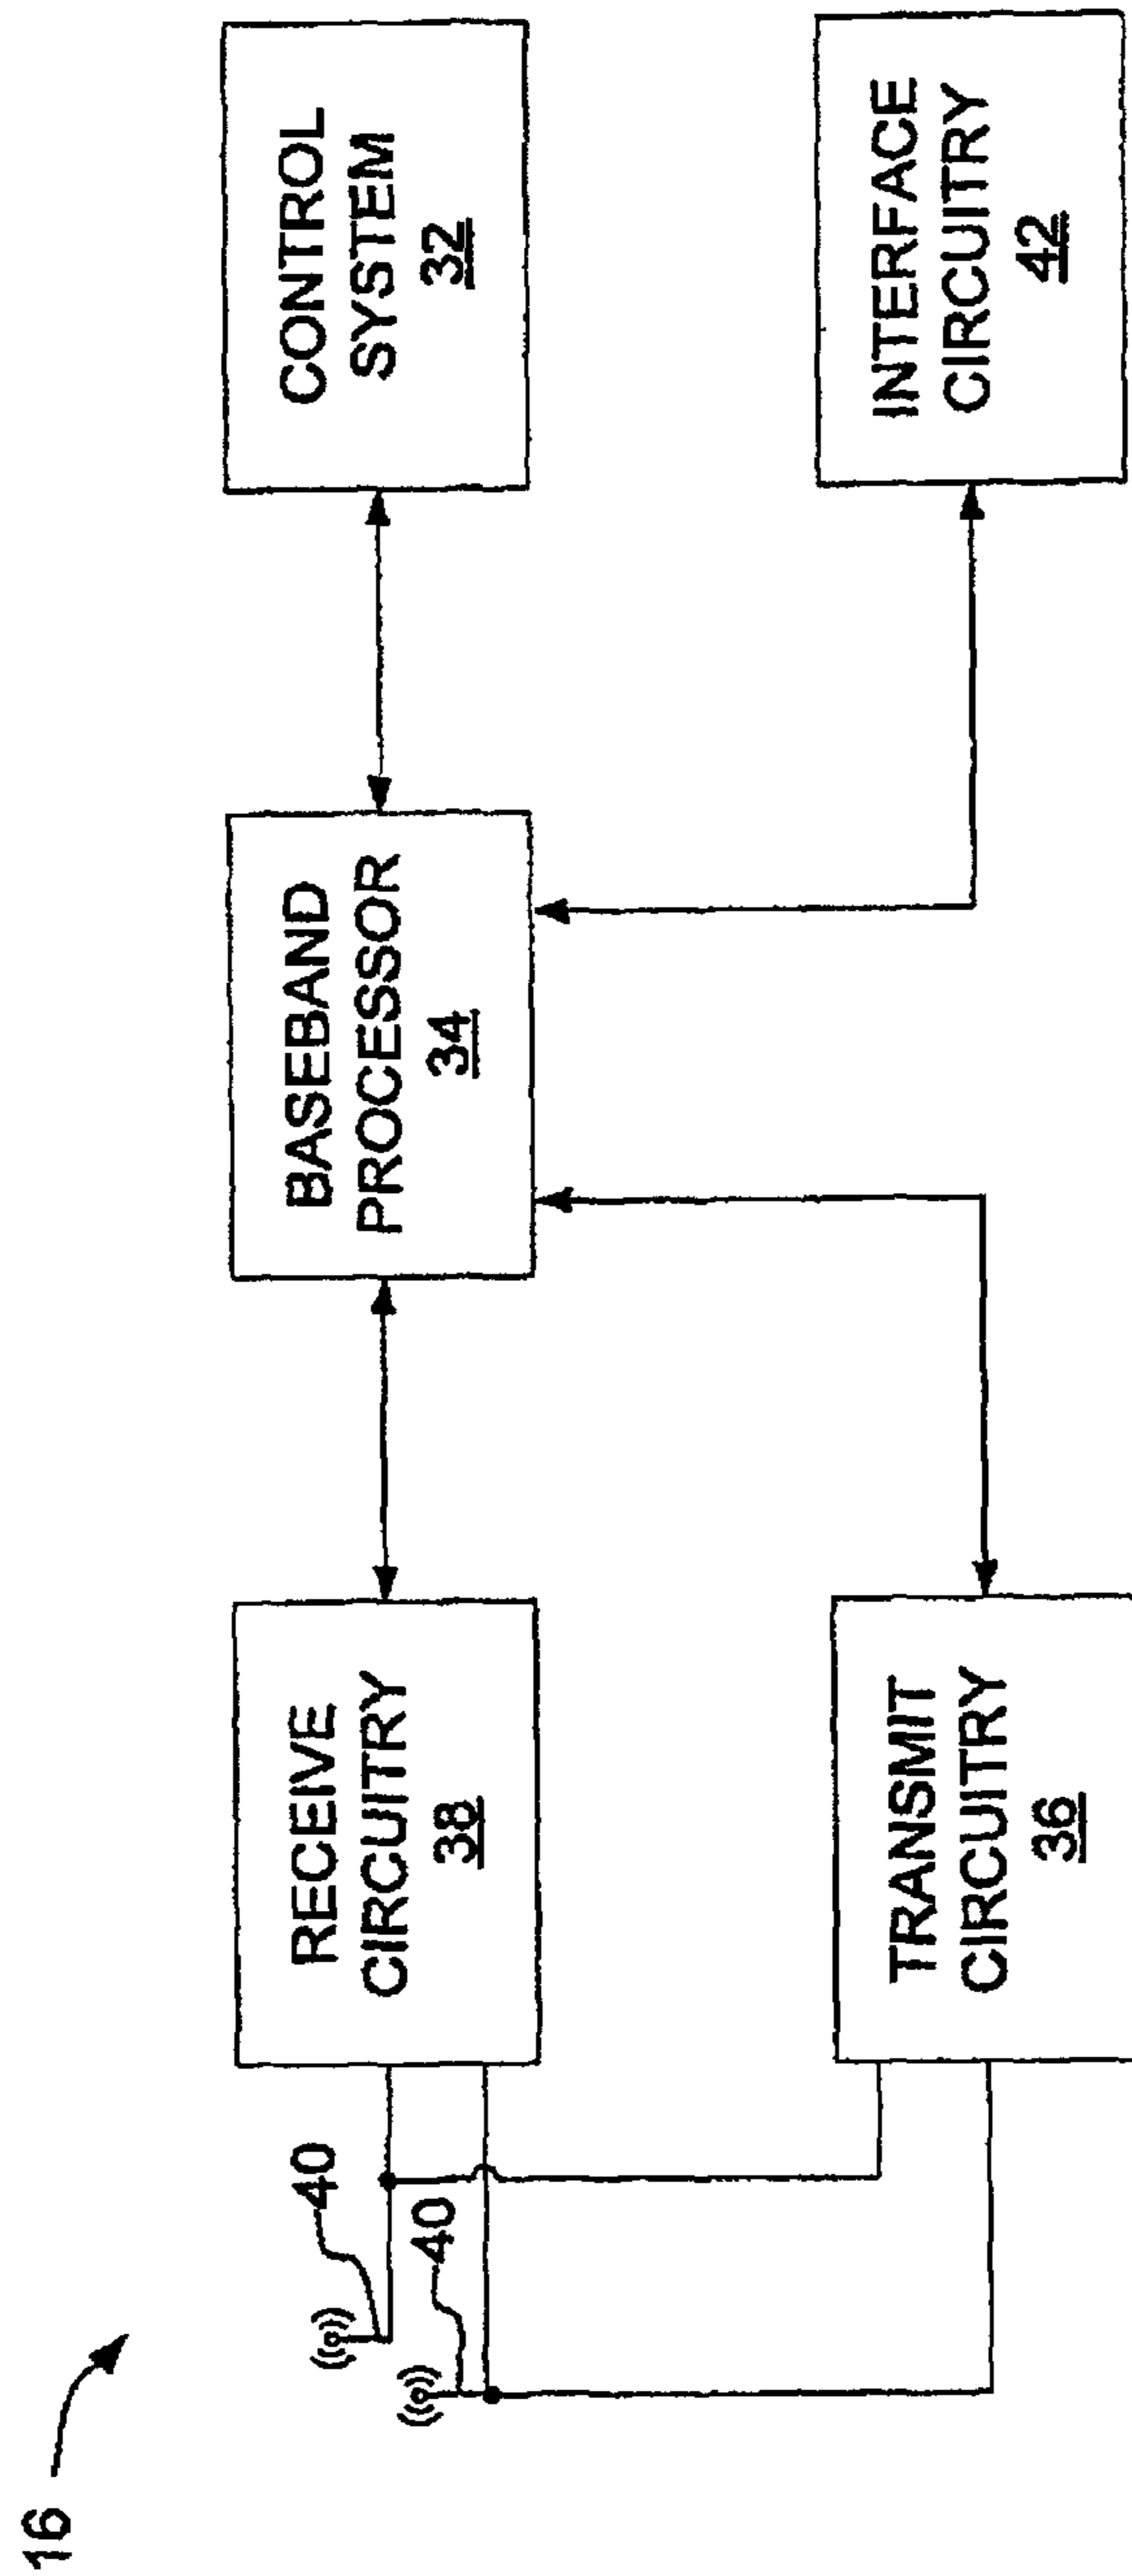 16
40
40
RECEIVE
CIRCUITRY
38
BASEBAND
PROCESSOR
34
CONTROL
SYSTEM
32
TRANSMIT
CIRCUITRY
36
INTERFACE
CIRCUITRY
42